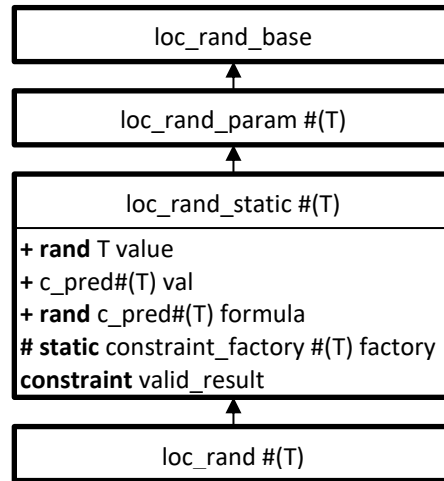 loc_rand_base
loc_rand_param #(T)
loc_rand_static #(T)
+ rand T value
+ c_pred#(T) val
+ rand c_pred#(T) formula
# static constraint_factory #(T) factory
constraint valid_result
loc_rand #(T)